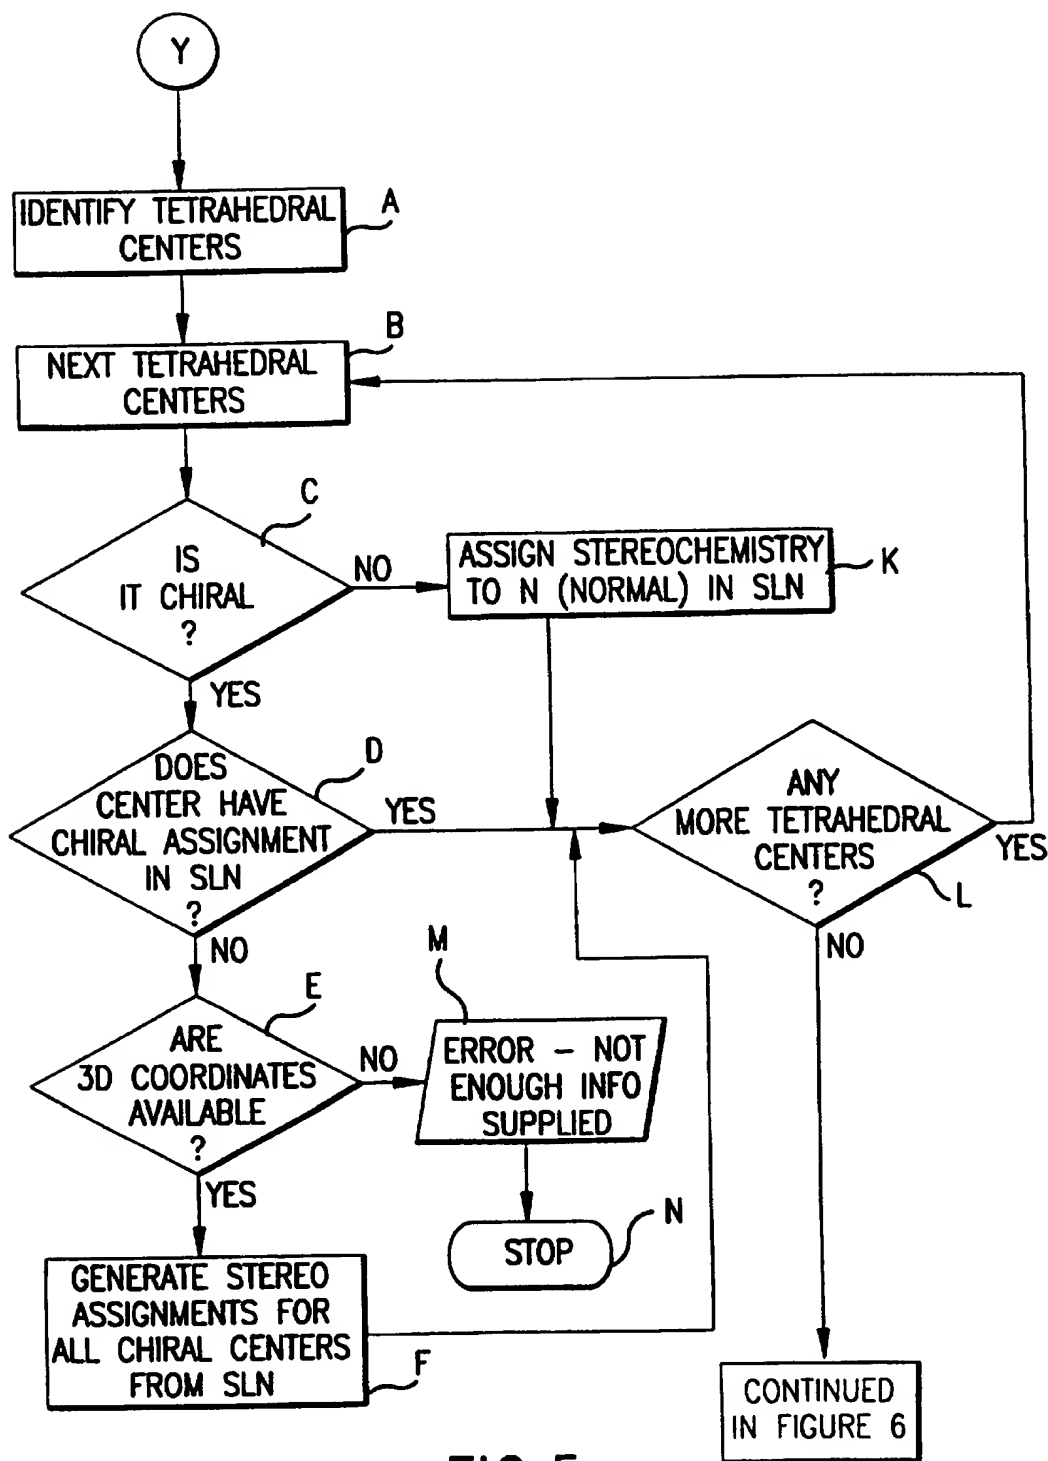 Y
IDENTIFY TETRAHEDRAL
CENTERS
A
NEXT TETRAHEDRAL
CENTERS
B
IS
IT CHIRAL
?
C
NO
YES
ASSIGN STEREOCHEMISTRY
TO N (NORMAL) IN SLN
K
DOES
CENTER HAVE
CHIRAL ASSIGNMENT
IN SLN
?
D
YES
NO
ANY
MORE TETRAHEDRAL
CENTERS
?
L
YES
NO
ARE
3D COORDINATES
AVAILABLE
?
E
NO
YES
ERROR – NOT
ENOUGH INFO
SUPPLIED
M
STOP
N
GENERATE STEREO
ASSIGNMENTS FOR
ALL CHIRAL CENTERS
FROM SLN
F
CONTINUED
IN FIGURE 6